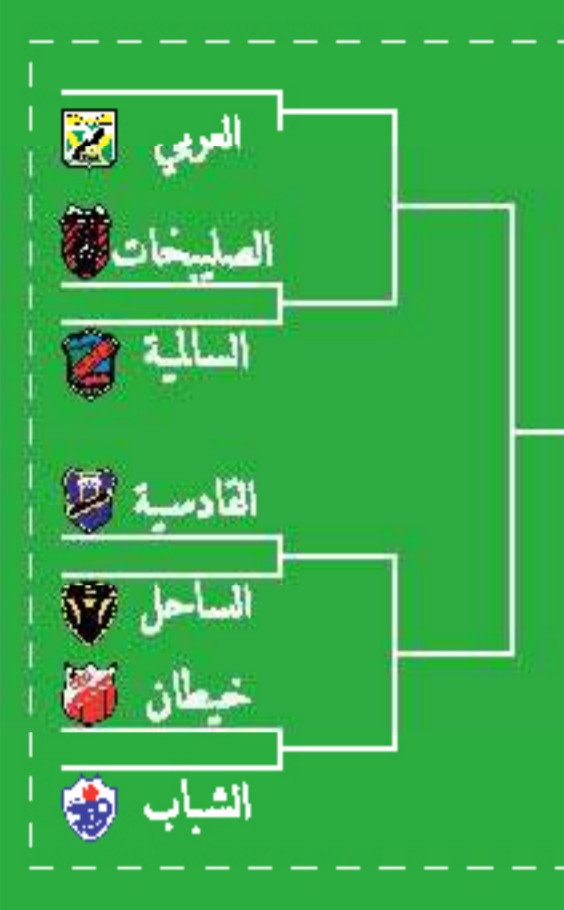 العربي
الصليبخات
السالمية
القادسية
الساحل
خيطان
الشباب